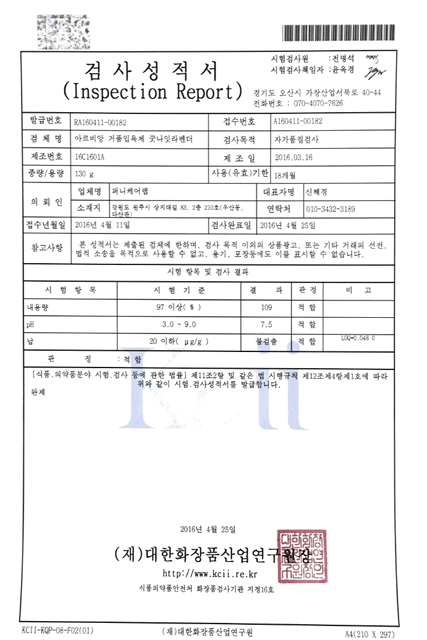 시험검사원 : 전명석
시험검사책임자 : 윤옥경
검 사 성 적 서
(Inspection Report)
경기도 오산시 가장산업서북로 40-44
전화번호 : 070-4070-7626
발급번호 RA160411-00182 접수번호 A160411-00182
검 체 명 아르비앙 거품입욕제 굿나잇라벤더 검사목적 자가품질검사
제조번호 16C1601A 제 조 일 2016.03.16
중량/용량 130 g 사용(유효)기한 18개월
의 뢰 인 업체명 퍼니케어랩 대표자명 신혜경
소재지 강원도 원주시 상지대길 83, 2층 210호(우산동, 다산관) 연락처 010-3432-3189
접수년월일 2016년 4월 11일 검사완료일 2016년 4월 25일
참고사항 본 성적서는 제출된 검체에 한하며, 검사 목적 이외의 상품광고, 또는 기타 거래의 선전,
법적 소송을 목적으로 사용할 수 없고, 용기, 포장등에도 이를 표시할 수 없습니다.
시험 항목 및 검사 결과
시 험 항 목 시 험 기 준 결 과 판 정 비 고
내용량 97 이상(%) 109 적 합
pH 3.0 ~ 9.0 7.5 적 합
납 20 이하(㎍/g) 불검출 적 합 LOQ=0.048 0
판 정 : 적 합
[식품.의약품분야 시험.검사 등에 관한 법률] 제11조2항 및 같은 법 시행규칙 제12조제4항제1호에 따라
위와 같이 시험.검사성적서를 발급합니다.
완제
Kcii
2016년 4월 25일
(재)대한화장품산업연구원장
http://www.kcii.re.kr
식품의약품안전처 화장품검사기관 지정16호
KCII-KQP-08-F02(01) (재)대한화장품산업연구원 A4(210 X 297)